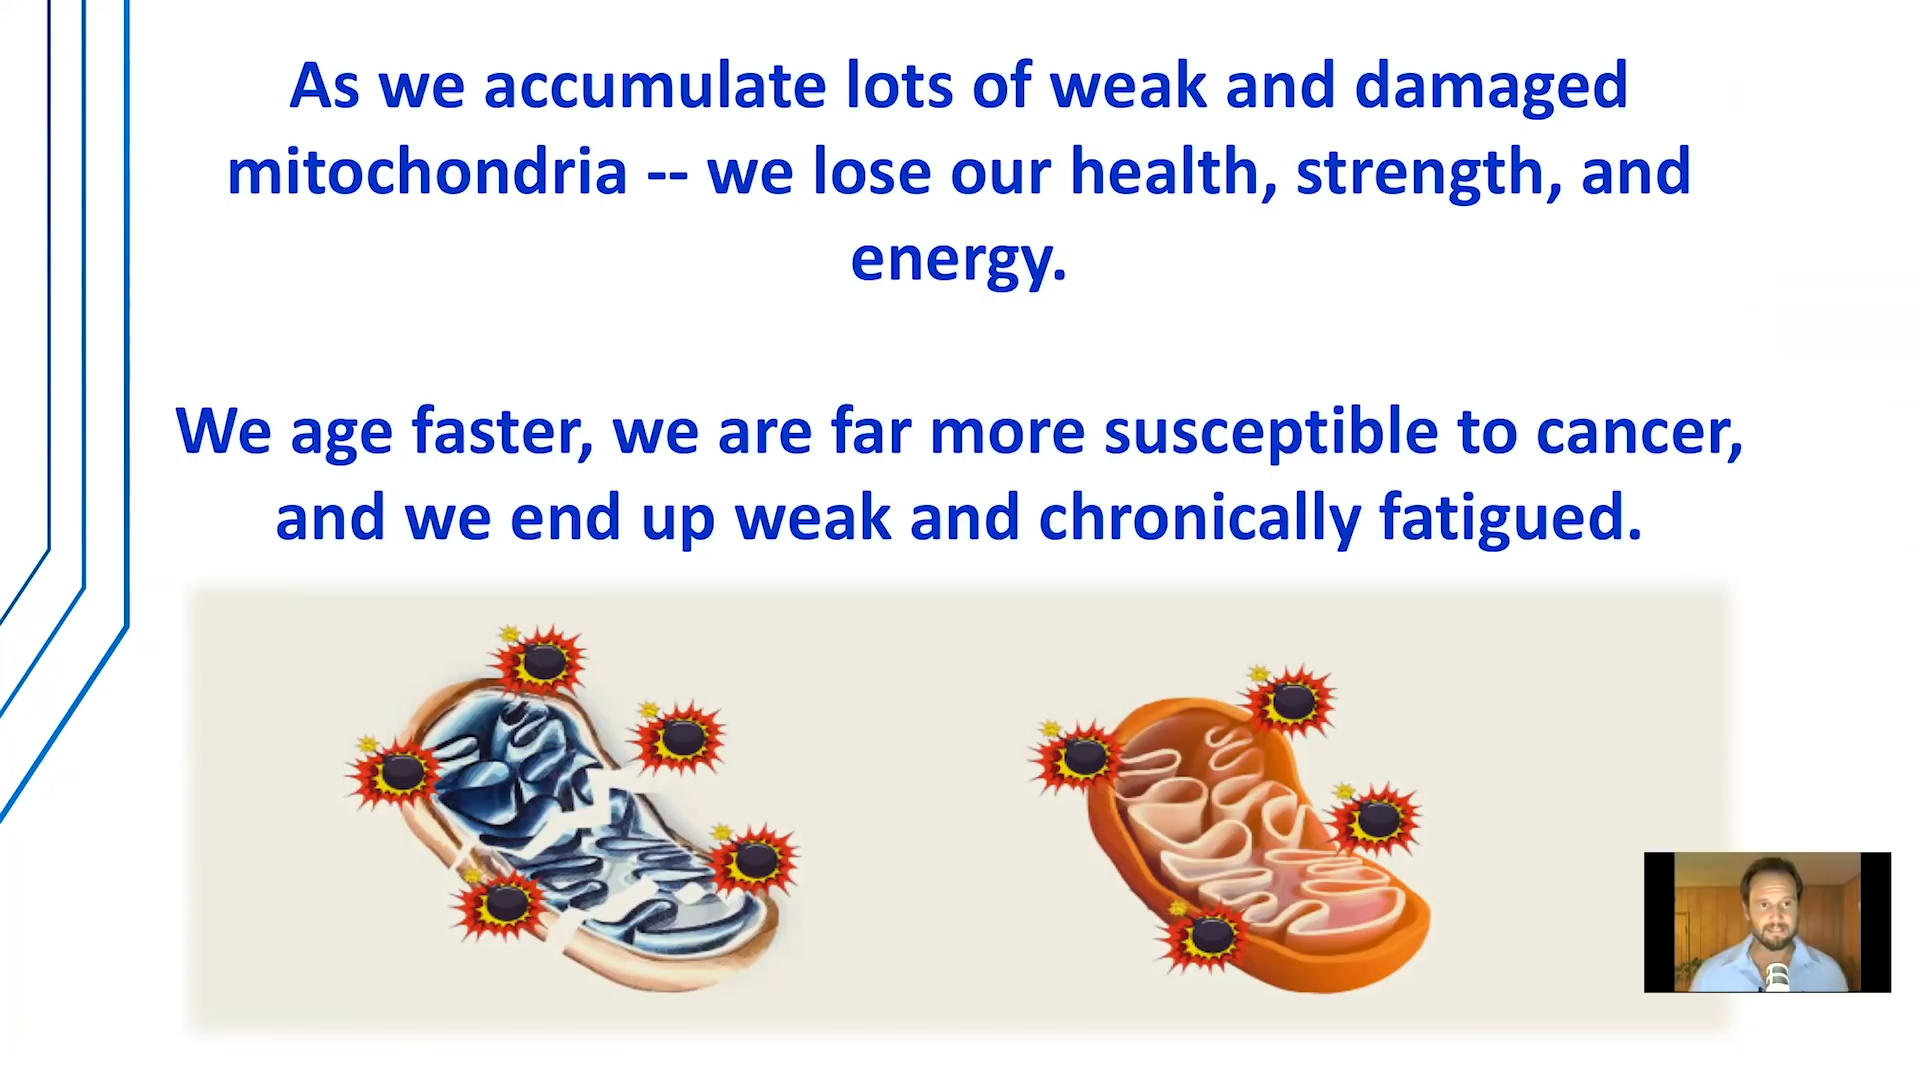 As we accumulate lots of weak and damaged
mitochondria -- we lose our health, strength, and
energy.
We age faster, we are far more susceptible to cancer,
and we end up weak and chronically fatigued.